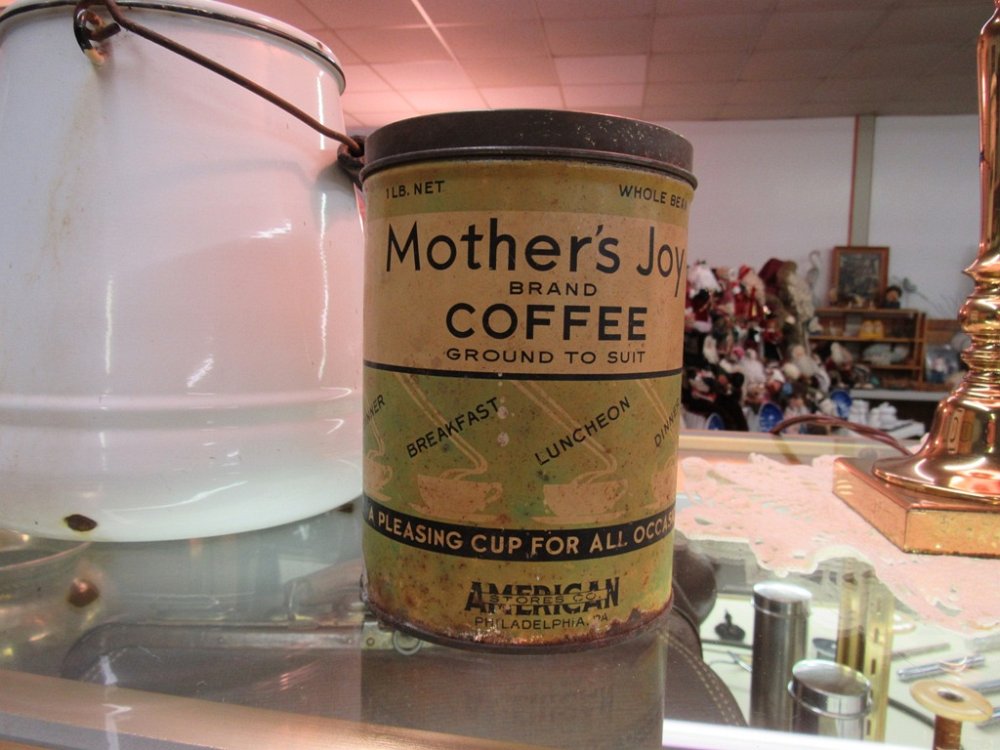 1 LB. NET
WHOLE BEA
Mother's Joy
BRAND
COFFEE
GROUND TO SUIT
BREAKFAST
LUNCHEON
A PLEASING CUP FOR ALL OCCAS
AMERICAN
STORES CO.
PHILADELPHIA, PA